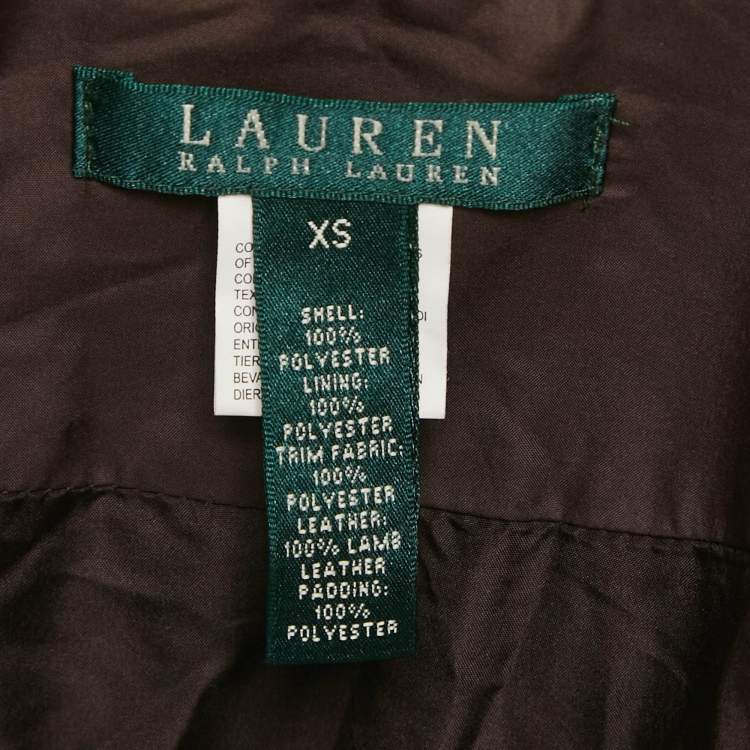 LAUREN
RALPH LAUREN
XS
SHELL:
100%
POLYESTER
LINING:
100%
POLYESTER
TRIM FABRIC:
100%
POLYESTER
LEATHER:
100% LAMB
LEATHER
PADDING:
100%
POLYESTER
OF